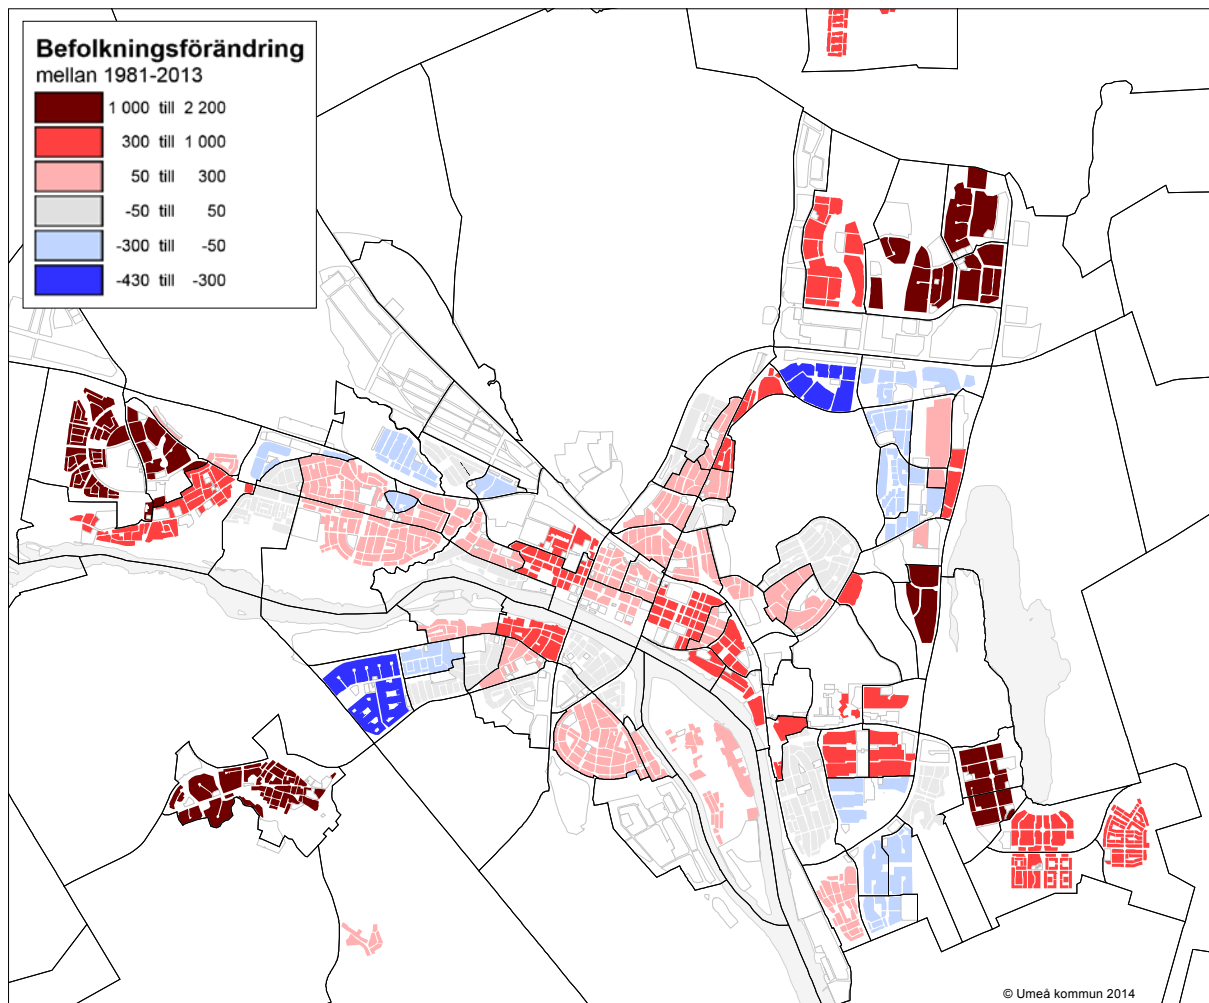 Befolkningsförändring
mellan 1981-2013
1 000 till 2 200
300 till 1 000
50 till 300
-50 till 50
-300 till -50
-430 till -300
© Umeå kommun 2014